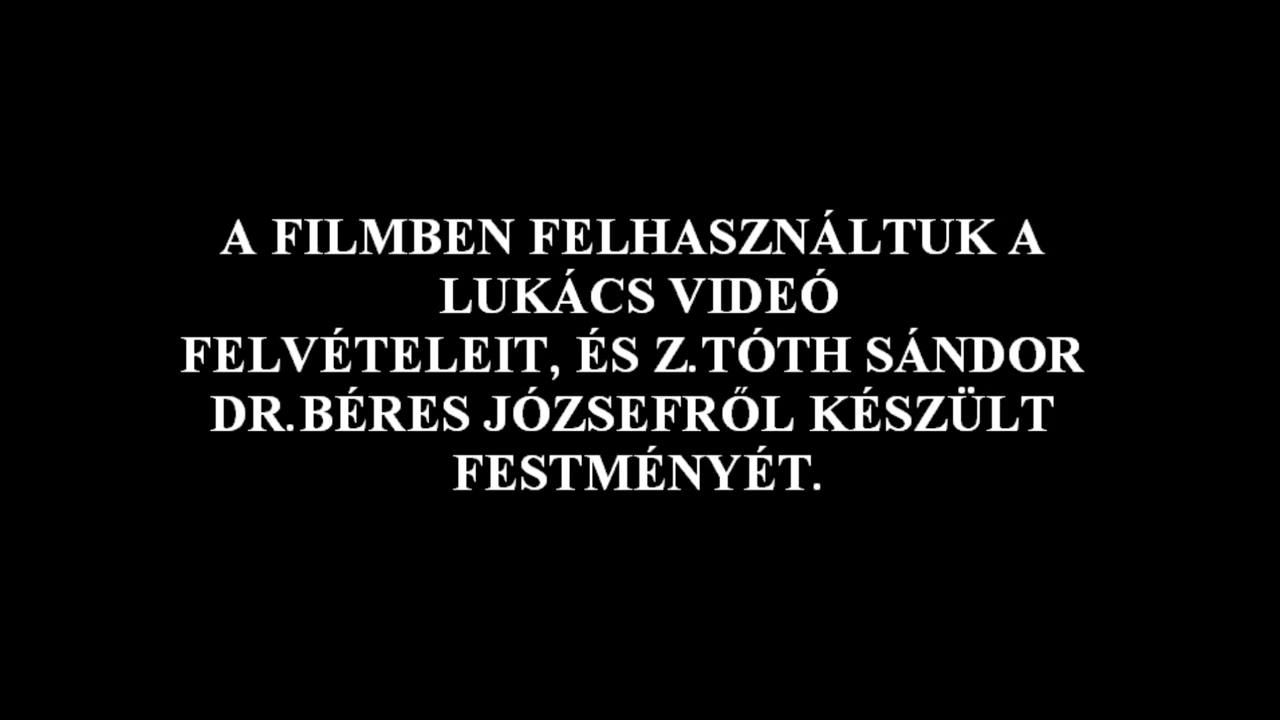 A FILMBEN FELHASZNÁLTUK A
LUKÁCS VIDEÓ
FELVÉTELEIT, ÉS Z.TÓTH SÁNDOR
DR.BÉRES JÓZSEFRŐL KÉSZÜLT
FESTMÉNYÉT.